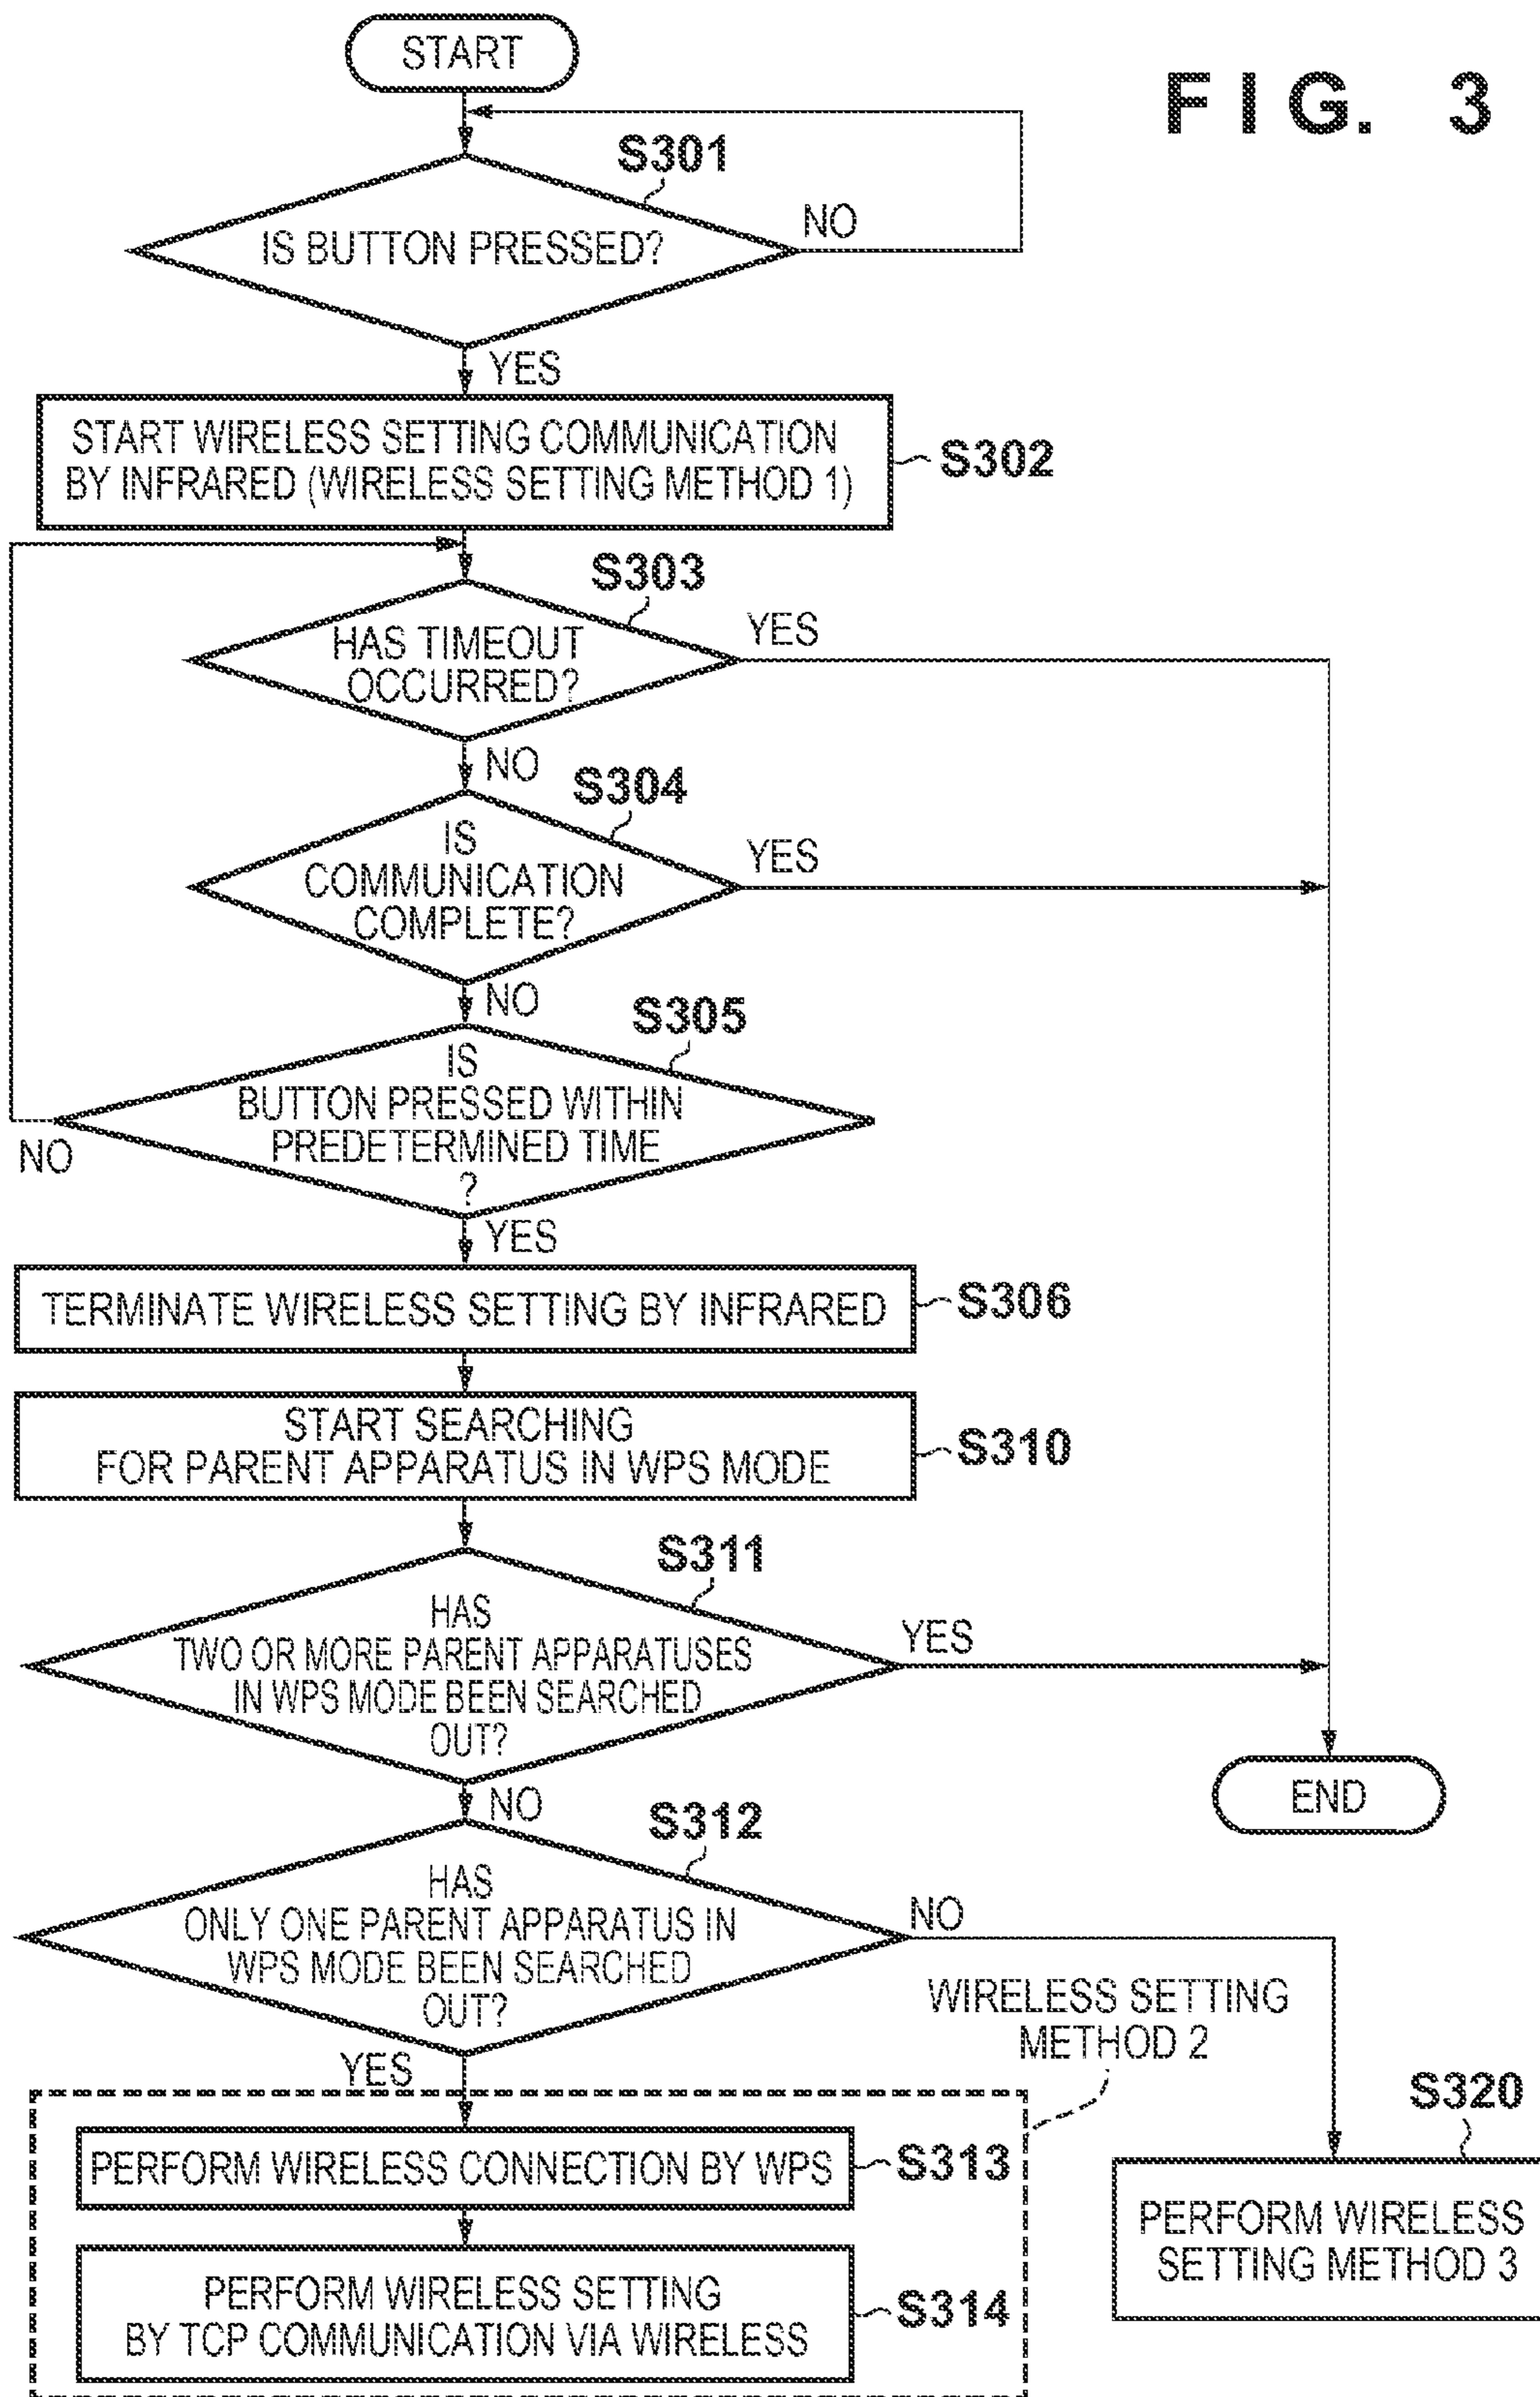 FIG. 3
START
S301
IS BUTTON PRESSED?
NO
YES
START WIRELESS SETTING COMMUNICATION
BY INFRARED (WIRELESS SETTING METHOD 1)
S302
S303
HAS TIMEOUT
OCCURRED?
YES
NO
S304
IS
COMMUNICATION
COMPLETE?
YES
NO
S305
IS
BUTTON PRESSED WITHIN
PREDETERMINED TIME
?
NO
YES
TERMINATE WIRELESS SETTING BY INFRARED
S306
START SEARCHING
FOR PARENT APPARATUS IN WPS MODE
S310
S311
HAS
TWO OR MORE PARENT APPARATUSES
IN WPS MODE BEEN SEARCHED
OUT?
YES
NO
END
S312
HAS
ONLY ONE PARENT APPARATUS IN
WPS MODE BEEN SEARCHED
OUT?
NO
YES
WIRELESS SETTING
METHOD 2
PERFORM WIRELESS CONNECTION BY WPS
S313
PERFORM WIRELESS SETTING
BY TCP COMMUNICATION VIA WIRELESS
S314
S320
PERFORM WIRELESS
SETTING METHOD 3